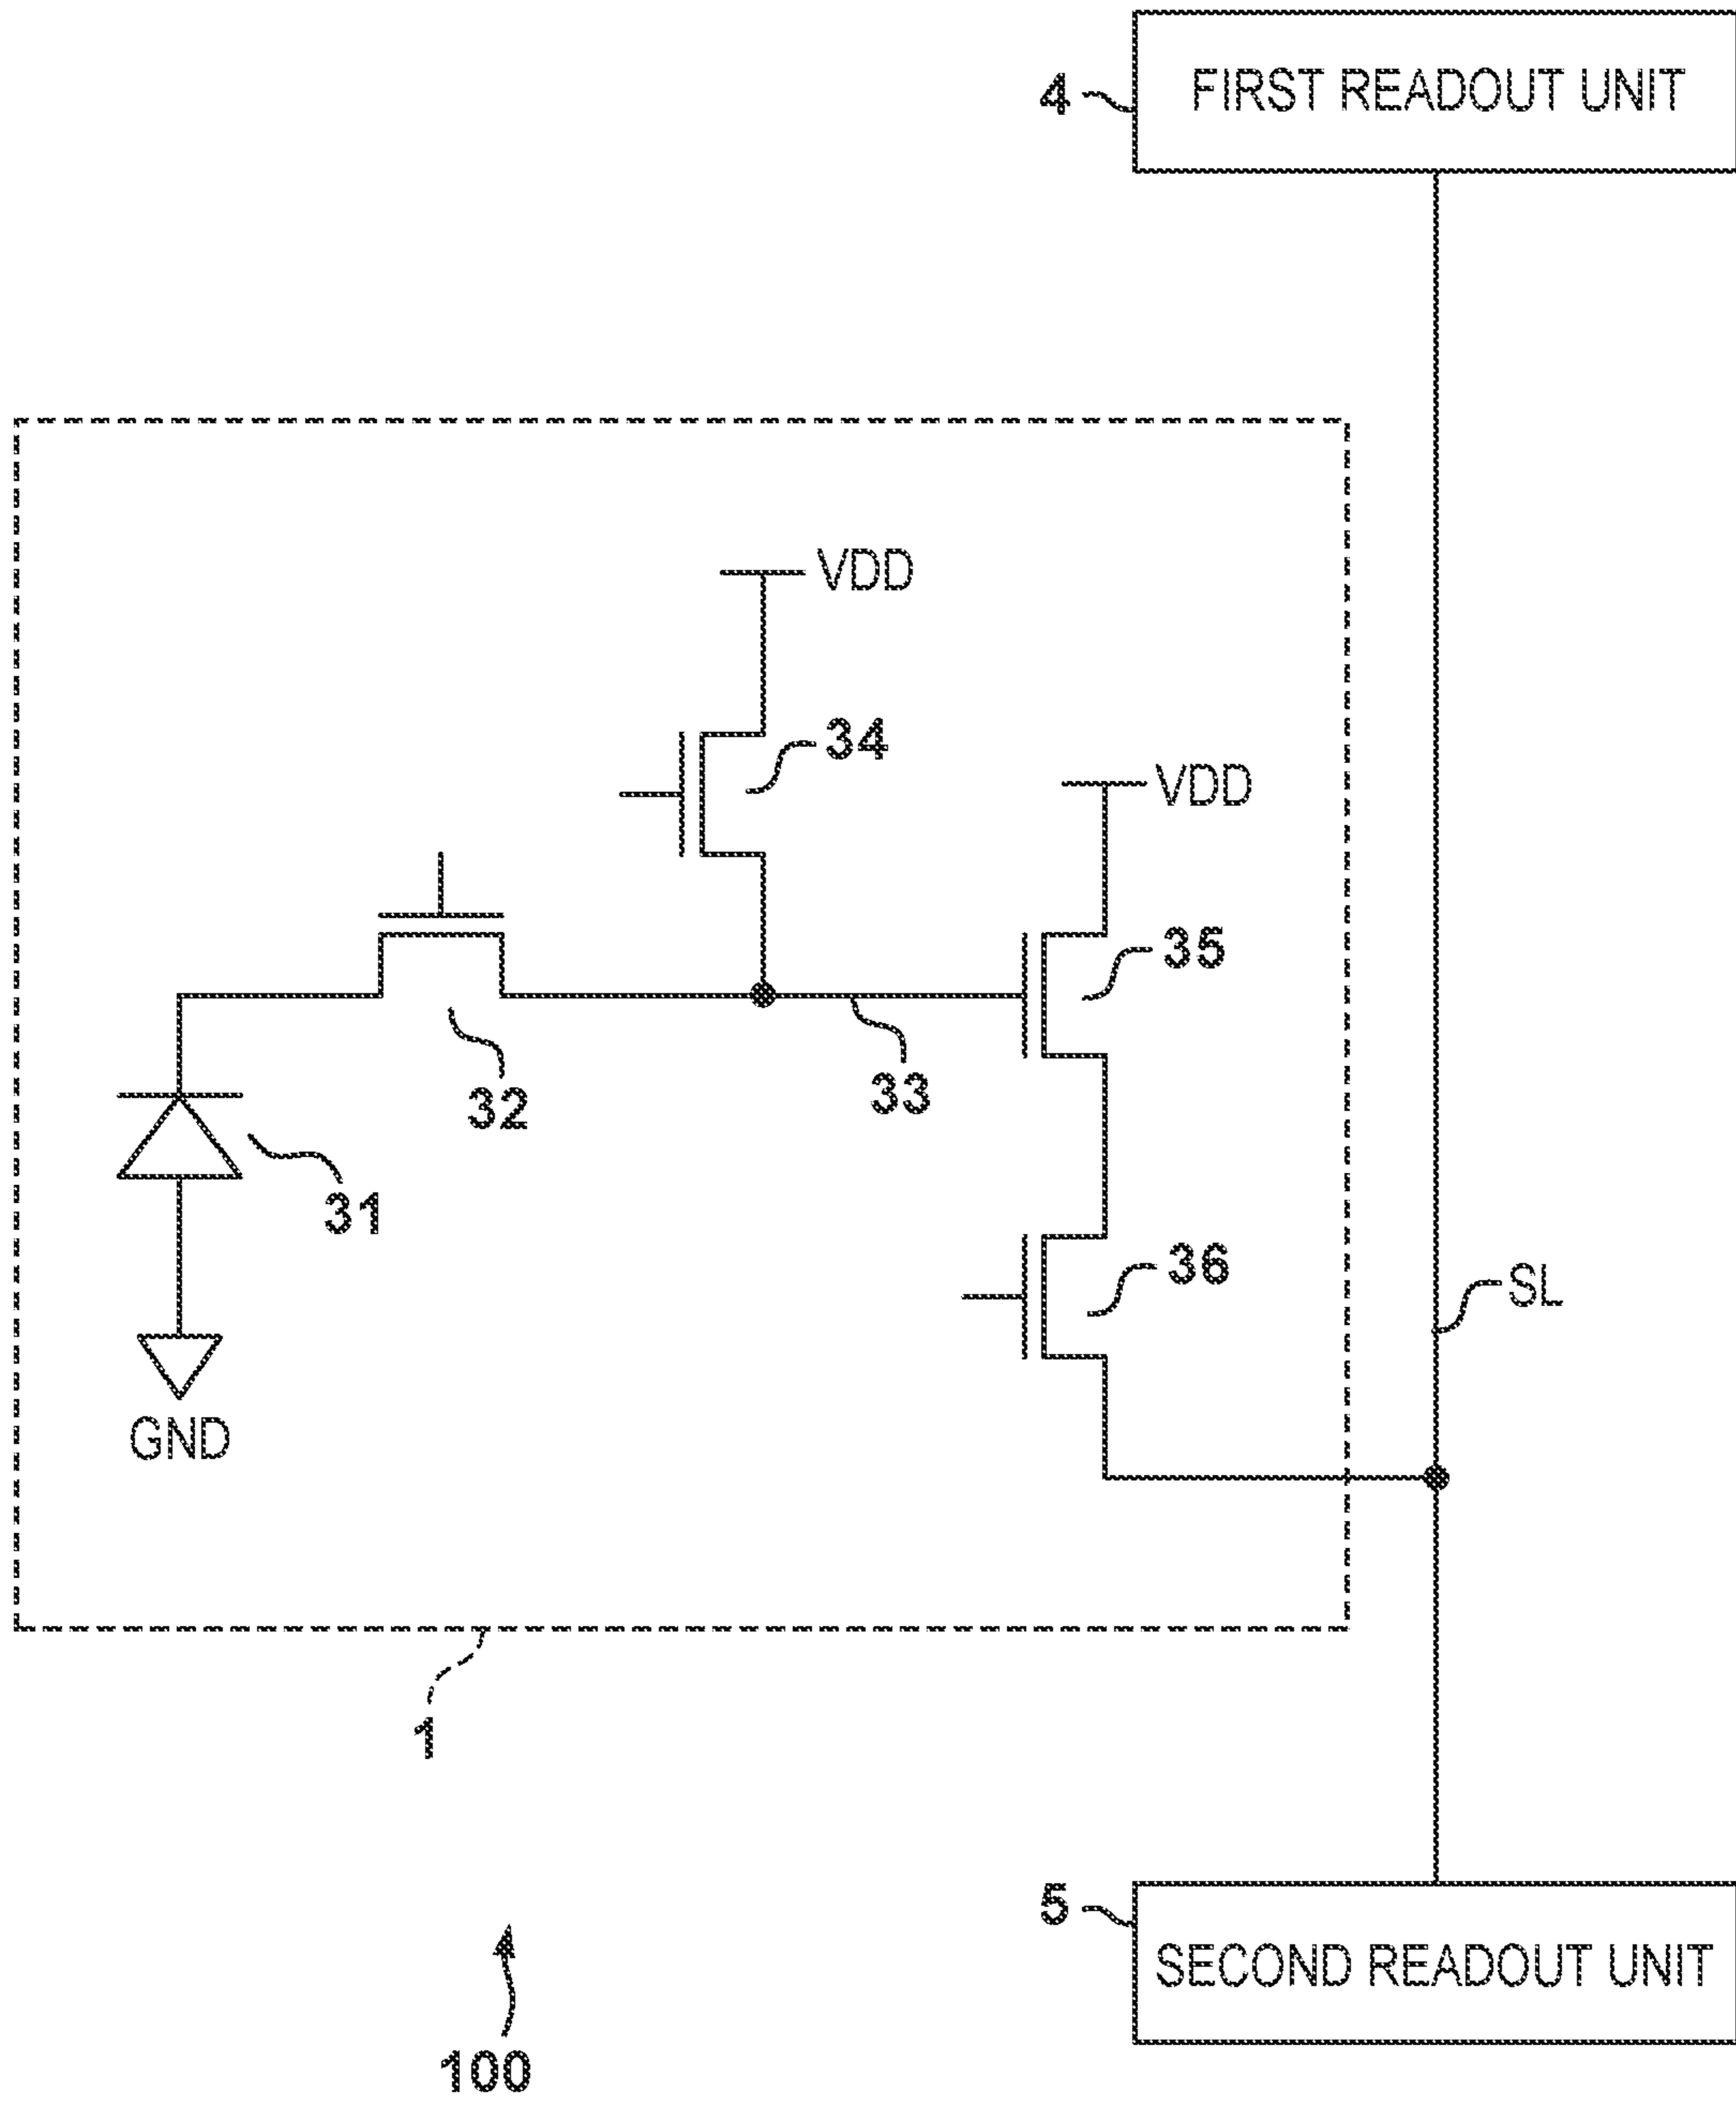 4
FIRST READOUT UNIT
VDD
34
VDD
35
32
33
31
36
SL
GND
1
5
SECOND READOUT UNIT
100